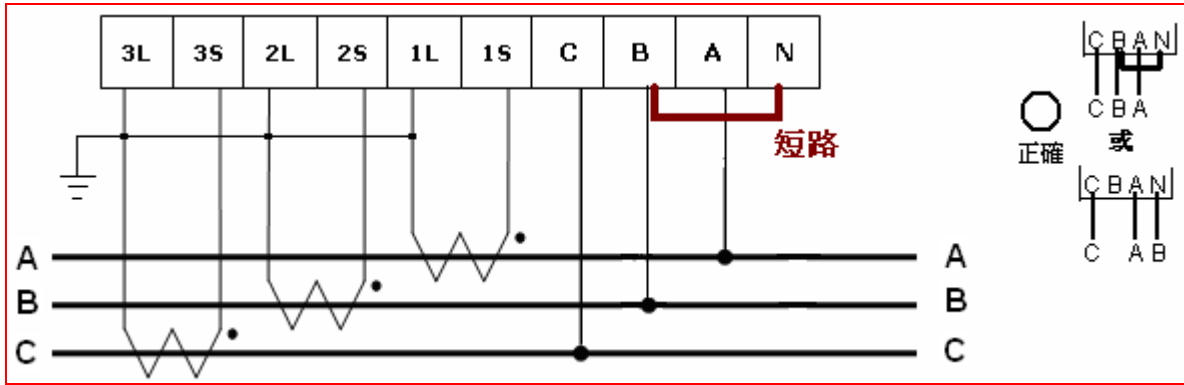 3L 3S 2L 2S 1L 1S C B A N
短路
A A
B B
C C
C B A N
C B A
正確
或
C B A N
C A B